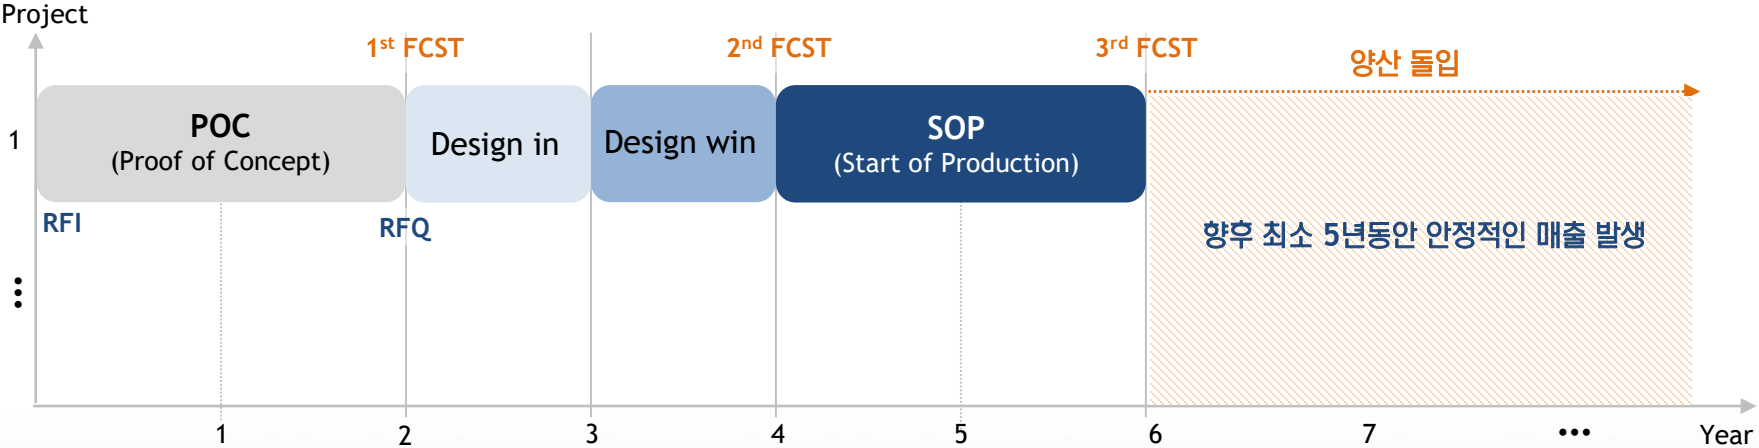 Project
1st FCST
2nd FCST
3rd FCST
양산 돌입
1
POC
(Proof of Concept)
Design in
Design win
SOP
(Start of Production)
RFI
RFQ
향후 최소 5년동안 안정적인 매출 발생
1
2
3
4
5
6
7
•••
Year